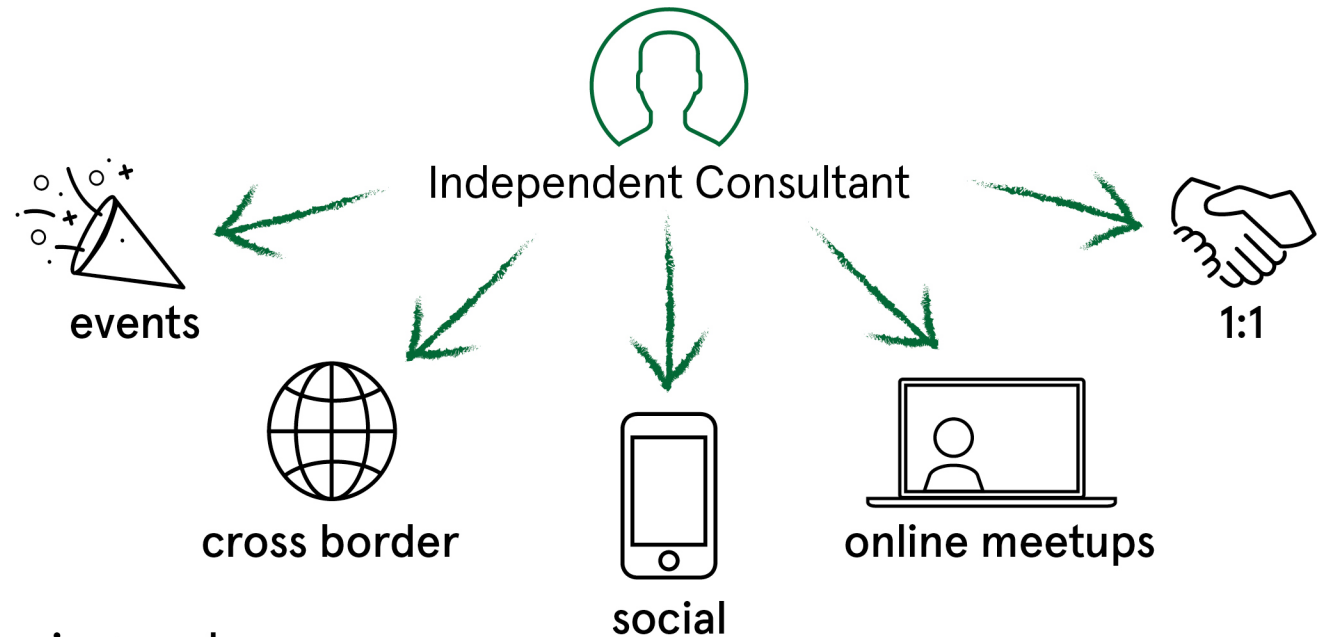 Independent Consultant
events
1:1
cross border
online meetups
social